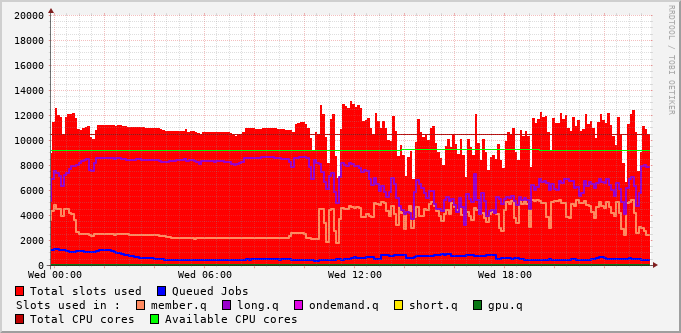 20000
18000
16000
14000
12000
10000
8000
6000
4000
2000
0
Wed 00:00 Wed 06:00 Wed 12:00 Wed 18:00
Total slots used Queued Jobs
Slots used in : member.q long.q ondemand.q short.q gpu.q
Total CPU cores Available CPU cores
RRDTOOL / TOBI OETIKER